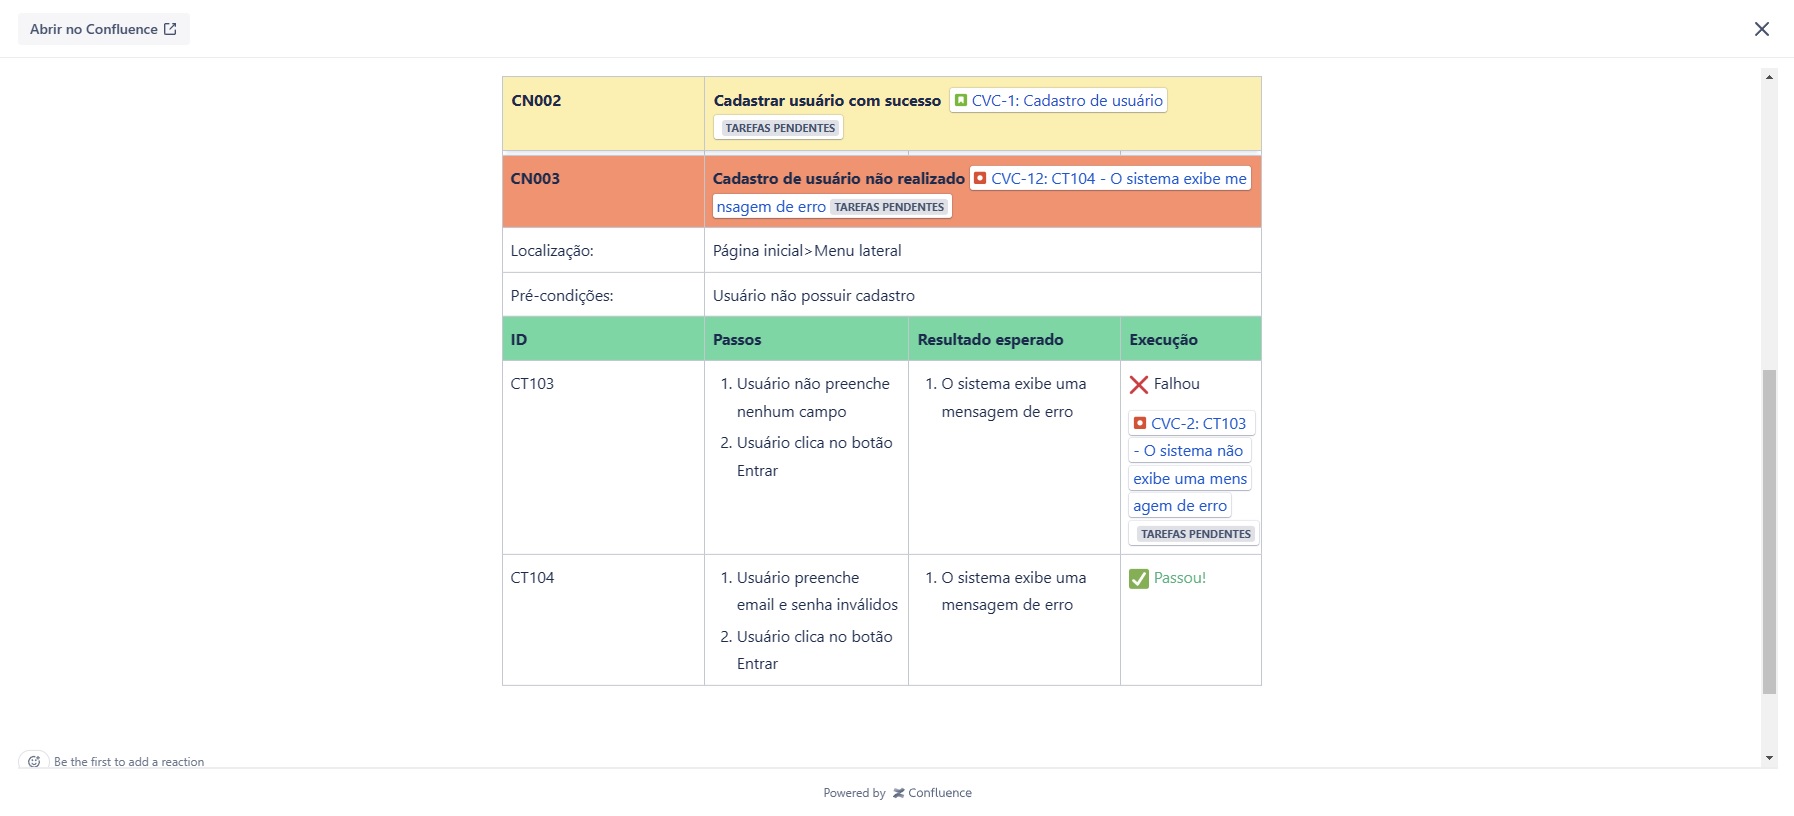 Abrir no Confluence
CN002
Cadastrar usuário com sucesso CVC-1: Cadastro de usuário
TAREFAS PENDENTES
CN003
Cadastro de usuário não realizado CVC-12: CT104 - O sistema exibe me
nsagem de erro TAREFAS PENDENTES
Localização:
Página inicial>Menu lateral
Pré-condições:
Usuário não possuir cadastro
ID
Passos
Resultado esperado
Execução
CT103
1. Usuário não preenche
nenhum campo
2. Usuário clica no botão
Entrar
1. O sistema exibe uma
mensagem de erro
Falhou
CVC-2: CT103
- O sistema não
exibe uma mens
agem de erro
TAREFAS PENDENTES
CT104
1. Usuário preenche
email e senha inválidos
2. Usuário clica no botão
Entrar
1. O sistema exibe uma
mensagem de erro
Passou!
Be the first to add a reaction
Powered by Confluence